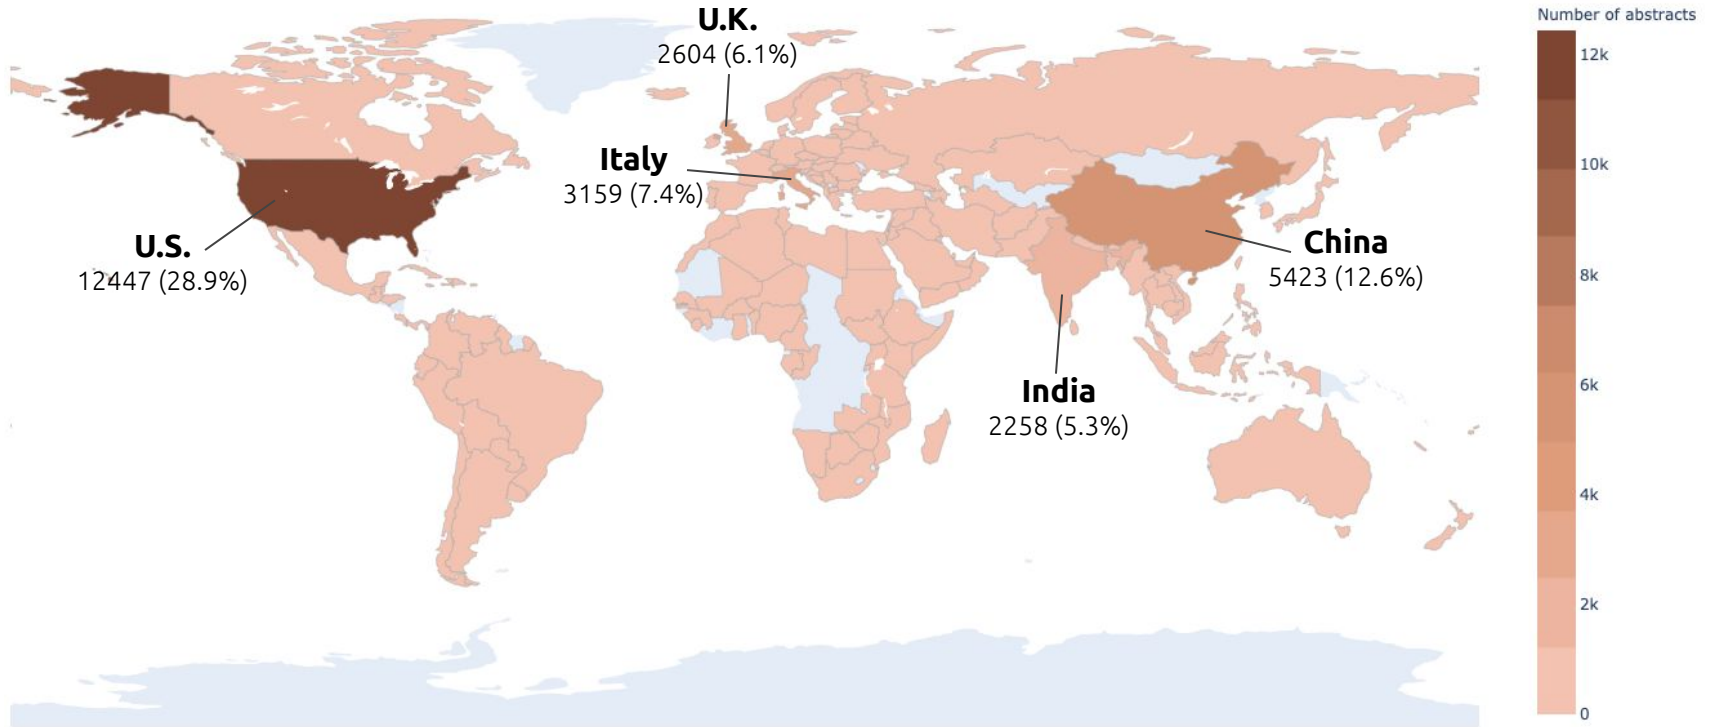 U.K.
2604 (6.1%)
Italy
3159 (7.4%)
U.S.
12447 (28.9%)
China
5423 (12.6%)
India
2258 (5.3%)
Number of abstracts
12k
10k
8k
6k
4k
2k
0